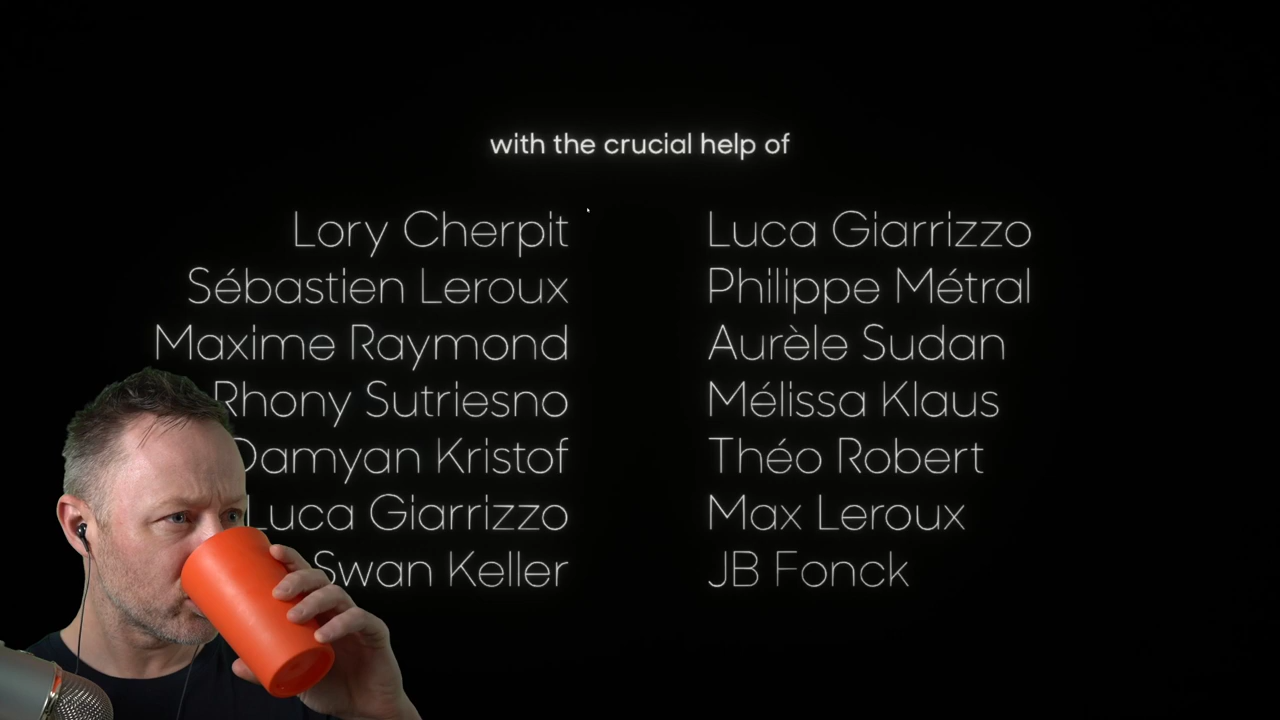 with the crucial help of
Lory Cherpit
Luca Giarrizzo
Sébastien Leroux
Philippe Métral
Maxime Raymond
Aurèle Sudan
Rhony Sutriesno
Mélissa Klaus
Damyan Kristof
Théo Robert
Luca Giarrizzo
Max Leroux
Swan Keller
JB Fonck